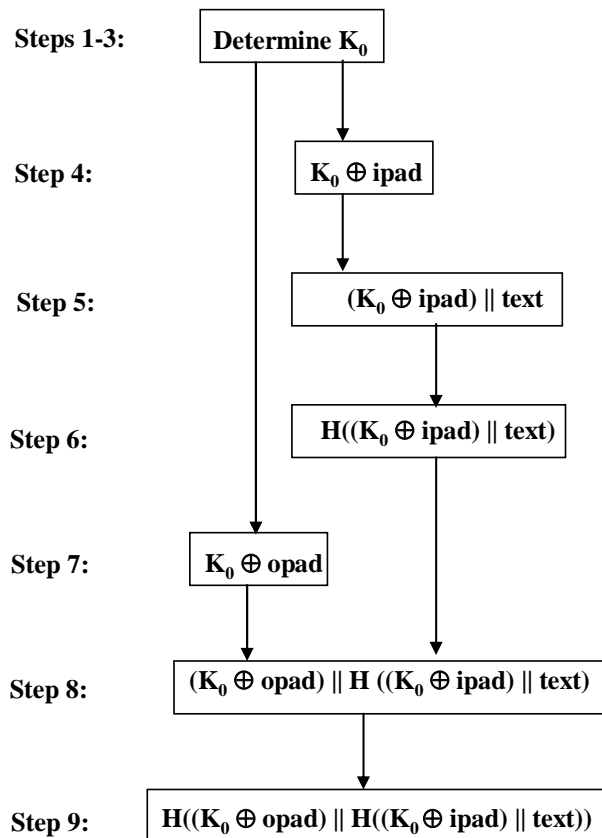 Steps 1-3: Determine K₀
Step 4: K₀ ⊕ ipad
Step 5: (K₀ ⊕ ipad) || text
Step 6: H((K₀ ⊕ ipad) || text)
Step 7: K₀ ⊕ opad
Step 8: (K₀ ⊕ opad) || H ((K₀ ⊕ ipad) || text)
Step 9: H((K₀ ⊕ opad) || H((K₀ ⊕ ipad) || text))